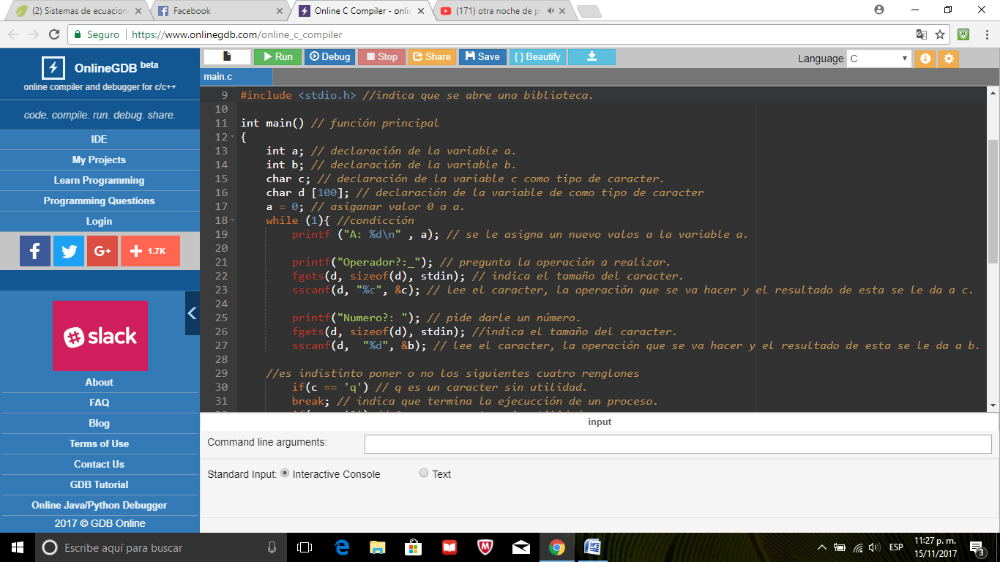 (2) Sistemas de ecuacion
Facebook
Online C Compiler - onlin
(171) otra noche de p
Seguro
https://www.onlinegdb.com/online_c_compiler
OnlineGDB beta
online compiler and debugger for c/c++
code. compile. run. debug. share.
IDE
My Projects
Learn Programming
Programming Questions
Login
f
G+
+ 1.7K
slack
About
FAQ
Blog
Terms of Use
Contact Us
GDB Tutorial
Online Java/Python Debugger
2017 © GDB Online
Run
Debug
Stop
Share
Save
{ } Beautify
Language C
main.c
9 #include <stdio.h> //indica que se abre una biblioteca.
10
11 int main() // función principal
12 {
13 int a; // declaración de la variable a.
14 int b; // declaración de la variable b.
15 char c; // declaración de la variable c como tipo de caracter.
16 char d [100]; // declaración de la variable de como tipo de caracter
17 a = 0; // asiganar valor 0 a a.
18 while (1){ //condicción
19 printf ("A: %d\n" , a); // se le asigna un nuevo valos a la variable a.
20
21 printf("Operador?:_"); // pregunta la operación a realizar.
22 fgets(d, sizeof(d), stdin); // indica el tamaño del caracter.
23 sscanf(d, "%c", &c); // lee el caracter, la operación que se va hacer y el resultado de esta se le da a c.
24
25 printf("Numero?: "); // pide darle un número.
26 fgets(d, sizeof(d), stdin); //indica el tamaño del caracter.
27 sscanf(d,  "%d", &b); // lee el caracter, la operación que se va hacer y el resultado de esta se le da a b.
28
29 //es indistinto poner o no los siguientes cuatro renglones
30 if(c == 'q') // q es un caracter sin utilidad.
31 break; // indica que termina la ejecucción de un proceso.
input
Command line arguments:
Standard Input: Interactive Console Text
Escribe aquí para buscar
ESP
11:27 p. m.
15/11/2017
3